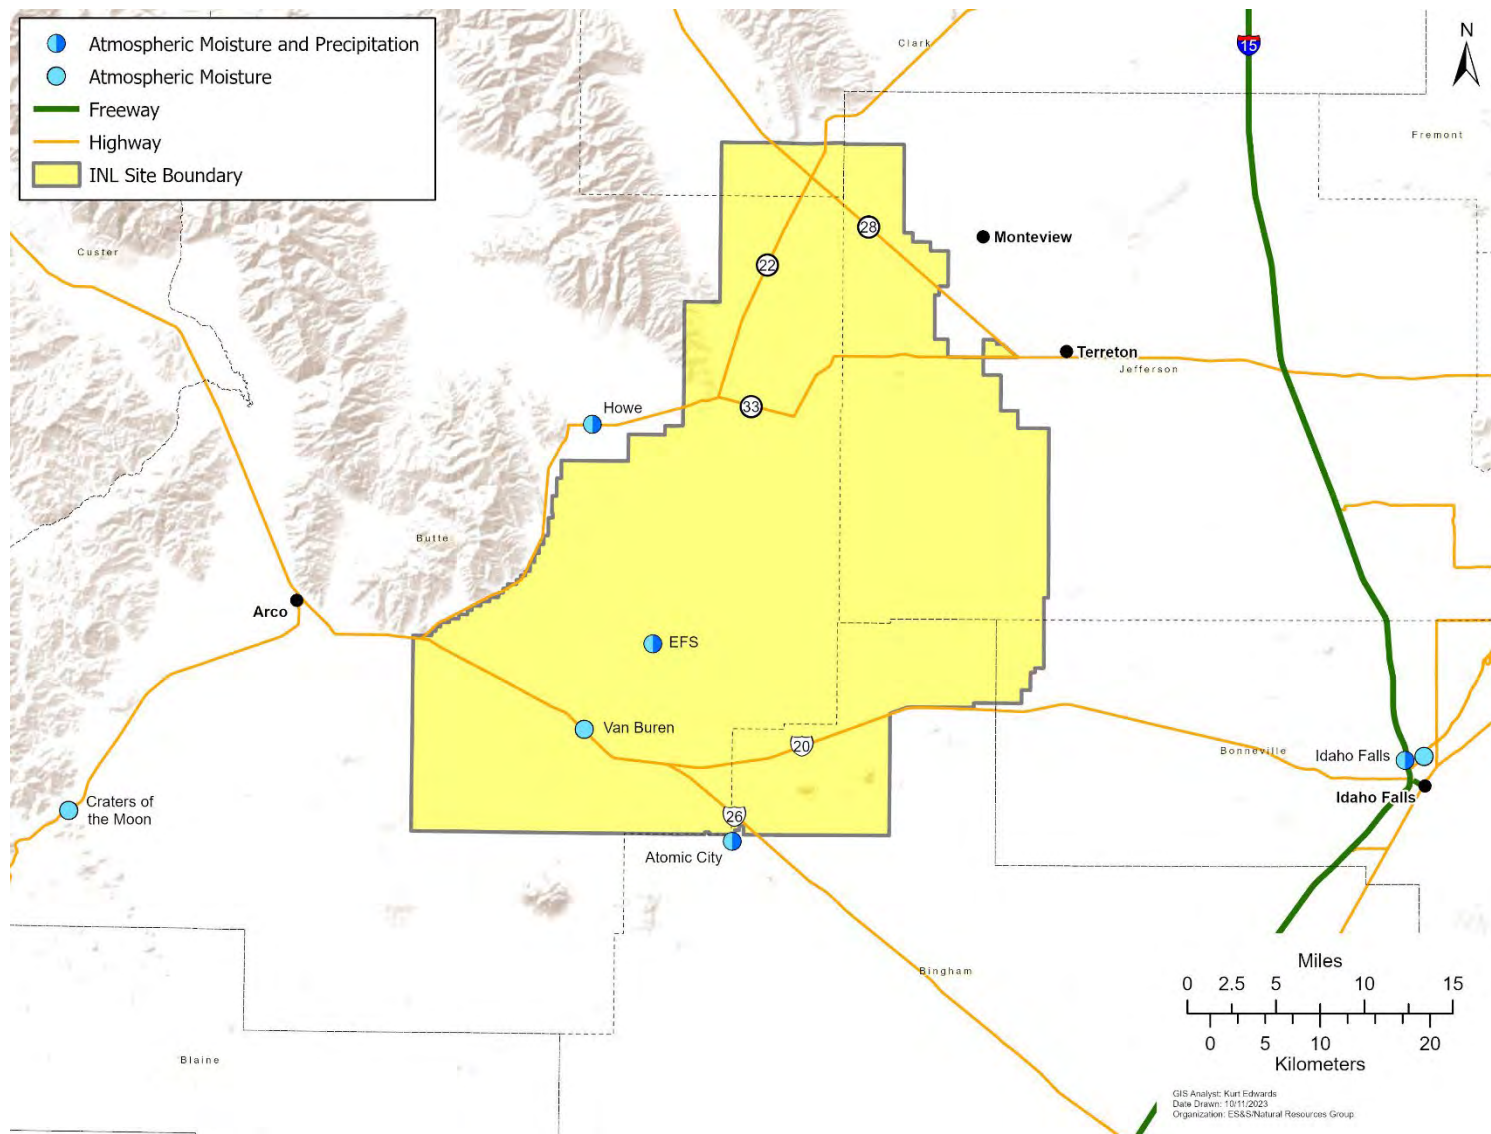 Atmospheric Moisture and Precipitation
Atmospheric Moisture
Freeway
Highway
INL Site Boundary
Clark
15
N
Fremont
Custer
28
Monteview
22
Terreton
Jefferson
Howe
33
Butte
Arco
EFS
Van Buren
20
Bonneville
Idaho Falls
Idaho Falls
Craters of
the Moon
26
Atomic City
Bingham
Blaine
Miles
0 2.5 5 10 15
0 5 10 20
Kilometers
GIS Analyst: Kurt Edwards
Date Drawn: 10/11/2023
Organization: ES&S/Natural Resources Group